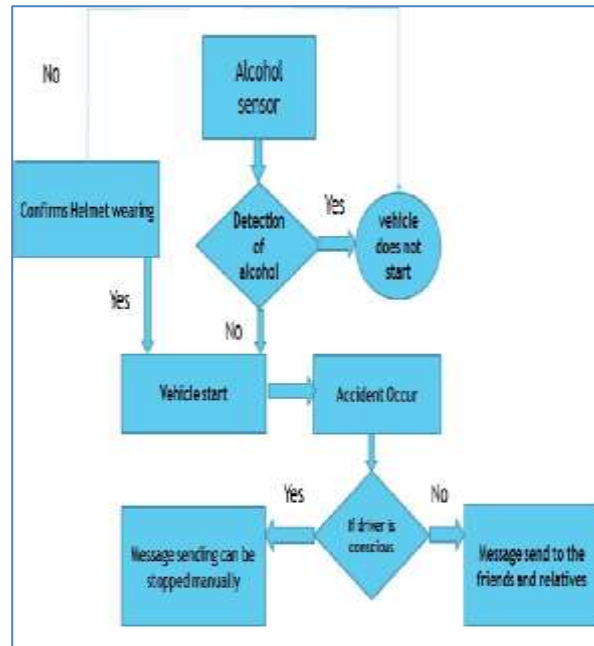 No
Alcohol
sensor
Confirms Helmet wearing
Detection
of
alcohol
Yes
vehicle
does not
start
Yes
No
Vehicle start
Accident Occur
Yes
If driver is
conscious
No
Message sending can be
stopped manually
Message send to the
friends and relatives